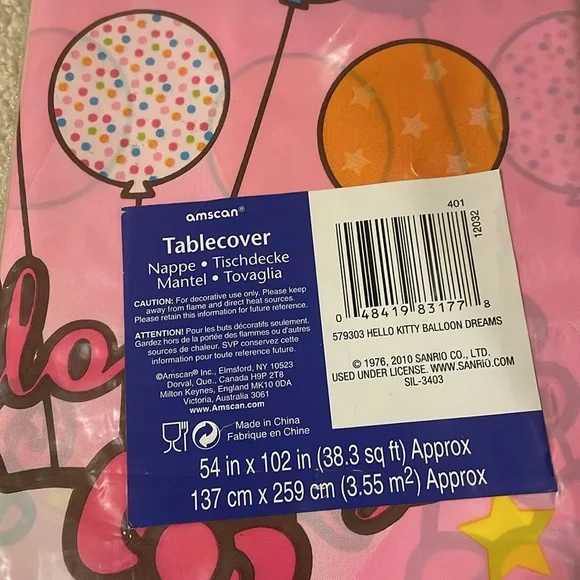 amscan®
Tablecover
Nappe • Tischdecke
Mantel • Tovaglia
CAUTION: For decorative use only. Please keep
away from flame and direct heat sources.
Please retain this information for future reference.
ATTENTION! Pour les buts décoratifs seulement.
Gardez hors de la portée des flammes ou d'autres
sources de chaleur. SVP conservez cette
information pour toute reference future.
©Amscan® Inc., Elmsford, NY 10523
Dorval, Que., Canada H9P 2T6
Milton Keynes, England MK10 0DA
Victoria, Australia 3061
www.Amscan.com
Made in China
Fabriqué en Chine
54 in x 102 in (38.3 sq ft) Approx
137 cm x 259 cm (3.55 m²) Approx
401
12032
0 48419 83177 8
579303 HELLO KITTY BALLOON DREAMS
© 1976, 2010 SANRIO CO., LTD.
USED UNDER LICENSE. WWW.SANRIO.COM
SIL-3403
lo